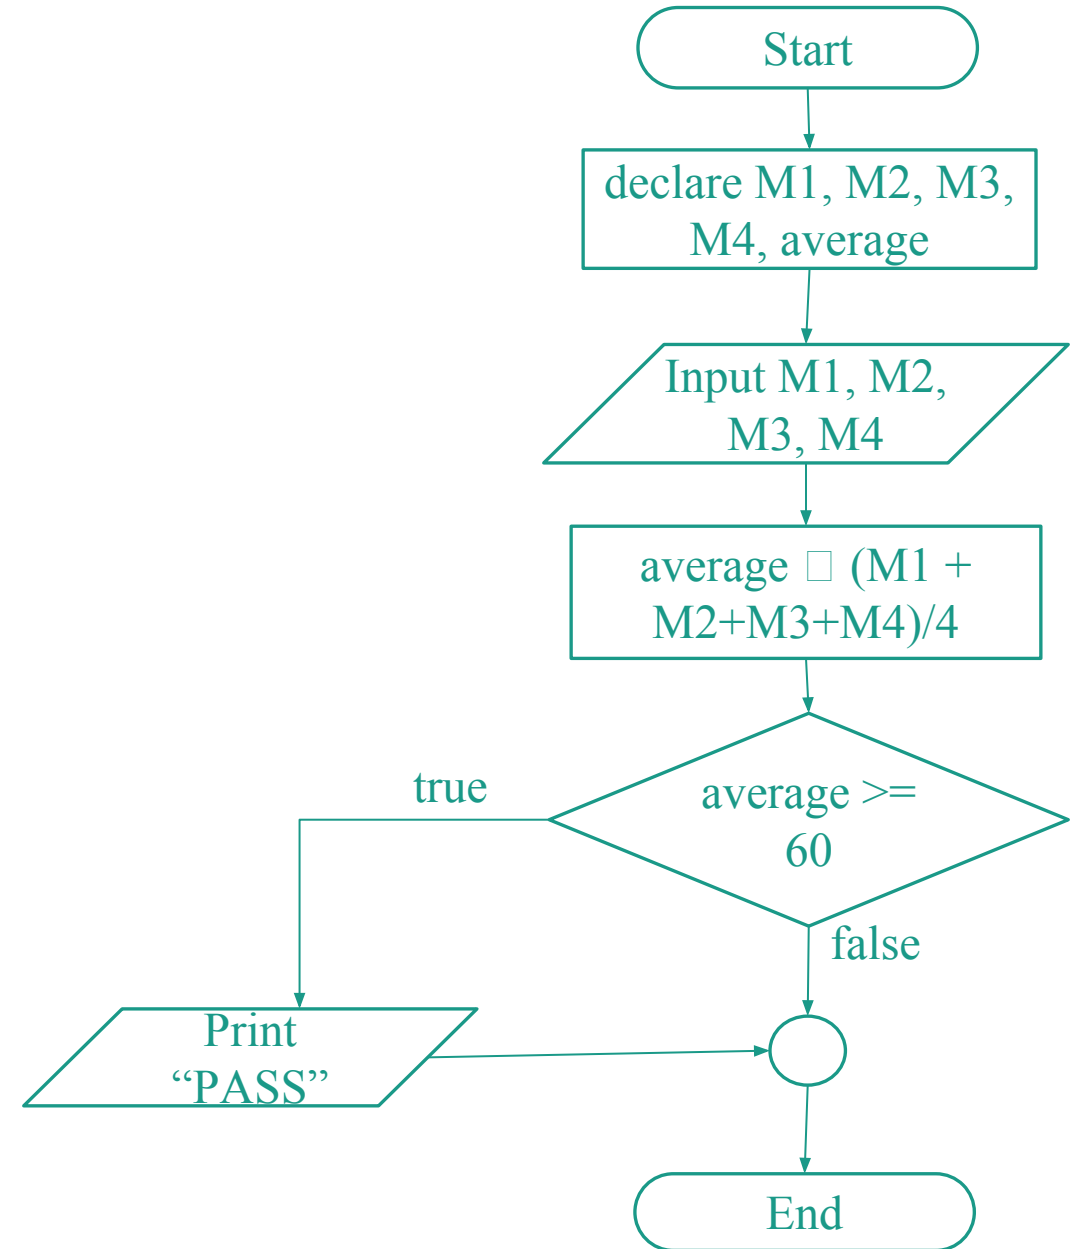 Start
declare M1, M2, M3,
M4, average
Input M1, M2,
M3, M4
average □ (M1 +
M2+M3+M4)/4
true
average >=
60
false
Print
“PASS”
End